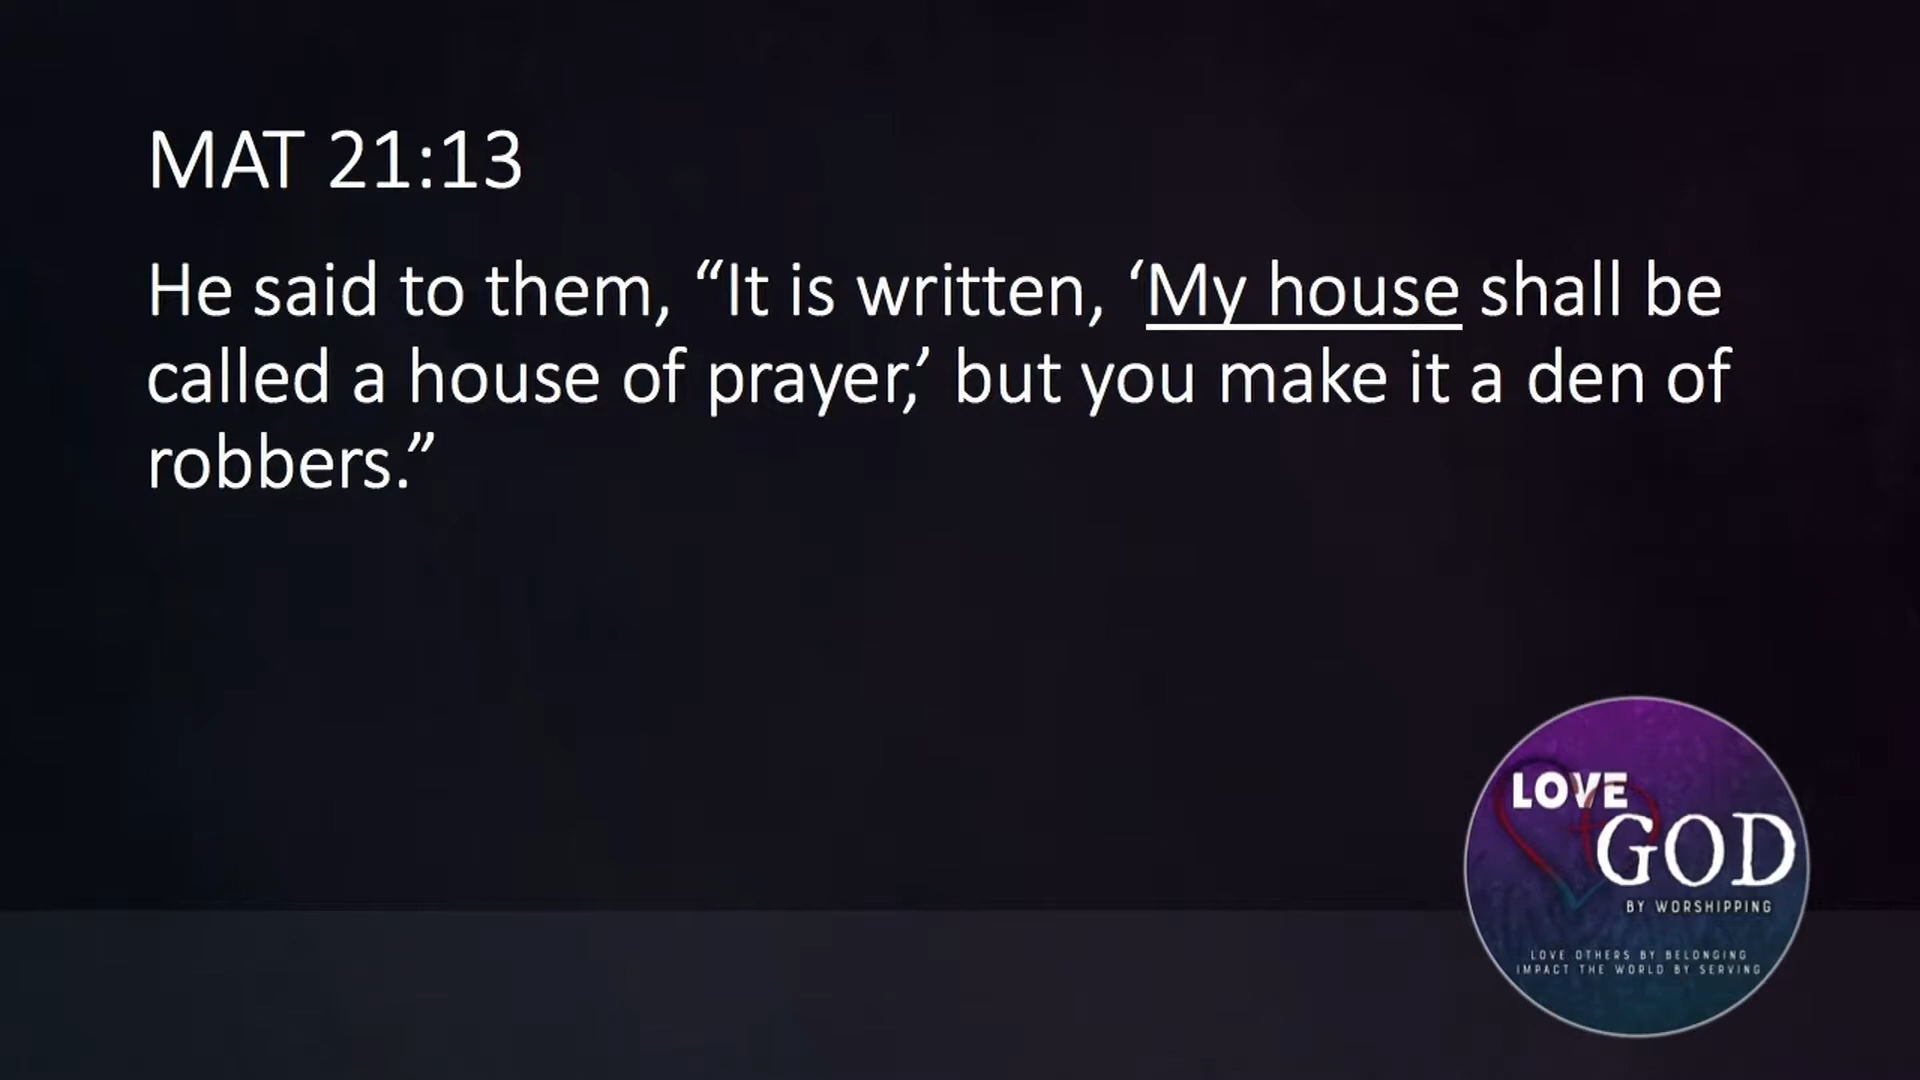 MAT 21:13
He said to them, “It is written, ‘My house shall be
called a house of prayer,’ but you make it a den of
robbers.”
LOVE
GOD
BY WORSHIPPING
LOVE OTHERS BY BELONGING
IMPACT THE WORLD BY SERVING